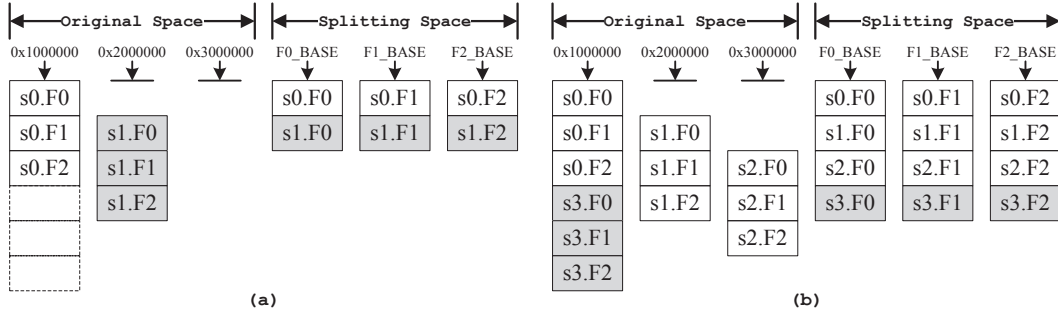 Original Space Splitting Space Original Space Splitting Space
0x1000000 0x2000000 0x3000000 F0_BASE F1_BASE F2_BASE 0x1000000 0x2000000 0x3000000 F0_BASE F1_BASE F2_BASE
s0.F0 s0.F0 s0.F1 s0.F2 s0.F0 s0.F0 s0.F1 s0.F2
s0.F1 s1.F0 s1.F0 s1.F1 s1.F2 s0.F1 s1.F0 s1.F0 s1.F1 s1.F2
s0.F2 s1.F1 s0.F2 s1.F1 s2.F0 s2.F0 s2.F1 s2.F2
s1.F2 s3.F0 s1.F2 s2.F1 s3.F0 s3.F1 s3.F2
s3.F1 s2.F2
s3.F2
(a) (b)